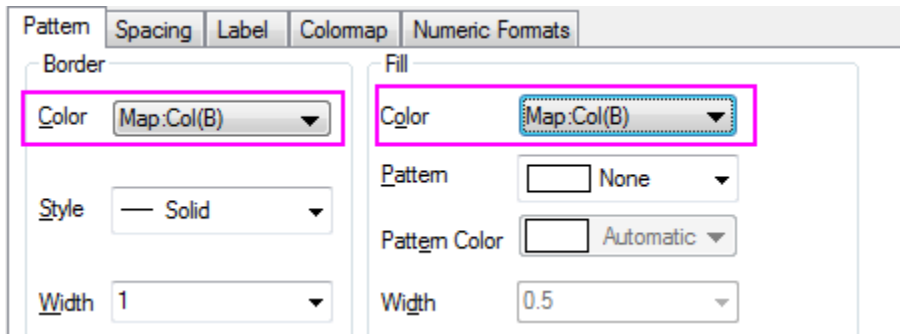 Pattern Spacing Label Colormap Numeric Formats
Border
Color Map:Col(B)
Style Solid
Width 1
Fill
Color Map:Col(B)
Pattern None
Pattern Color Automatic
Width 0.5